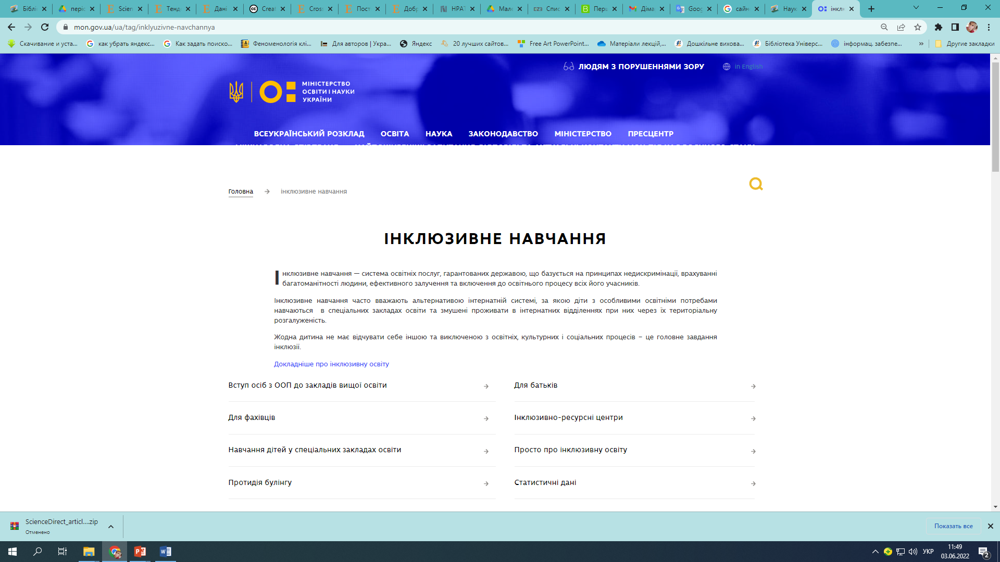 Бібліо
періс
Scien
Тенд
Дані
Creat
Cross
Пост
Добр
НРАТ
Мале
Спис
Перш
Діма
Goog
сайн
Наук
інклю
mon.gov.ua/ua/tag/inklyuzivne-navchannya
Скачивание и уста...
как убрать яндекс...
Как задать поиско...
Феноменологія клі...
Для авторов | Укра...
Яндекс
20 лучших сайтов...
Free Art PowerPoint...
Матеріали лекцій,...
Дошкільне вихова...
Бібліотека Універс...
інформац. забезпе...
»
Другие закладки
ЛЮДЯМ З ПОРУШЕННЯМИ ЗОРУ
in English
МІНІСТЕРСТВО
ОСВІТИ І НАУКИ
УКРАЇНИ
ВСЕУКРАЇНСЬКИЙ РОЗКЛАД ОСВІТА НАУКА ЗАКОНОДАВСТВО МІНІСТЕРСТВО ПРЕСЦЕНТР
Головна → інклюзивне навчання
ІНКЛЮЗИВНЕ НАВЧАННЯ
Інклюзивне навчання — система освітніх послуг, гарантованих державою, що базується на принципах недискримінації, врахуванні
багатоманітності людини, ефективного залучення та включення до освітнього процесу всіх його учасників.
Інклюзивне навчання часто вважають альтернативою інтернатній системі, за якою діти з особливими освітніми потребами
навчаються в спеціальних закладах освіти та змушені проживати в інтернатних відділеннях при них через їх територіальну
розгалуженість.
Жодна дитина не має відчувати себе іншою та виключеною з освітніх, культурних і соціальних процесів – це головне завдання
інклюзії.
Докладніше про інклюзивну освіту
Вступ осіб з ООП до закладів вищої освіти
Для батьків
Для фахівців
Інклюзивно-ресурсні центри
Навчання дітей у спеціальних закладах освіти
Просто про інклюзивну освіту
Протидія булінгу
Статистичні дані
ScienceDirect_articl....zip
Отменено
Показать все
УКР
11:49
03.06.2022
2